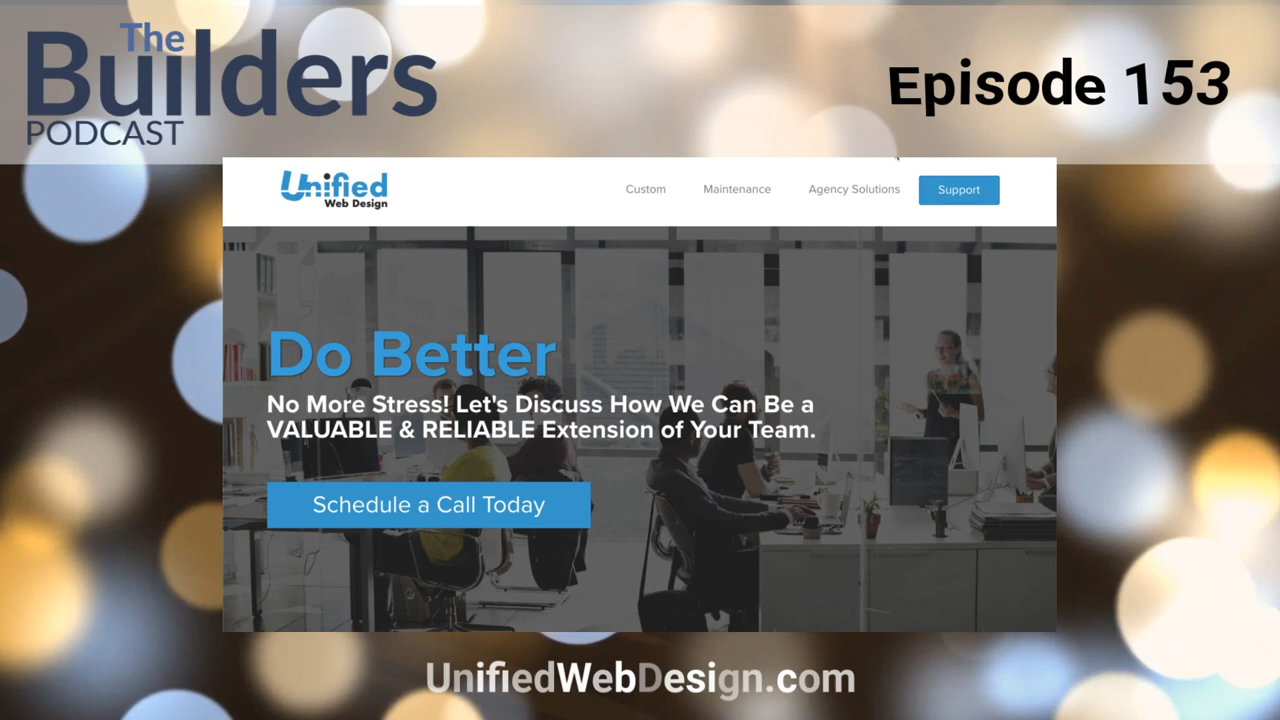 The
Builders
PODCAST
Episode 153
Unified
Web Design
Custom
Maintenance
Agency Solutions
Support
Do Better
No More Stress! Let's Discuss How We Can Be a
VALUABLE & RELIABLE Extension of Your Team.
Schedule a Call Today
UnifiedWebDesign.com